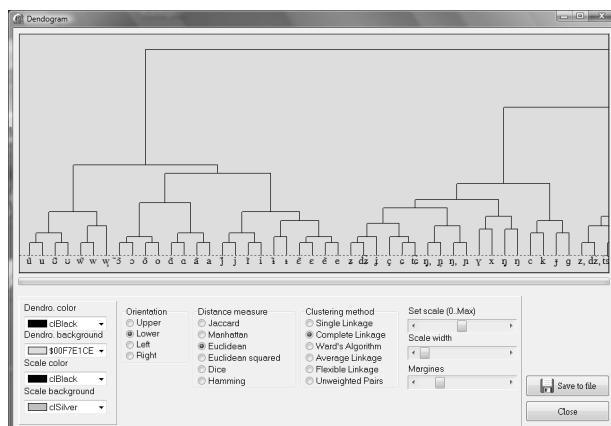 Dendogram
ũ u ʊ w̃ w ɔ õ o a j ĩ i ɨ ɛ̃ ɛ ẽ e ʑ dʑ ç ɕ tɕ ɲ ɣ x ŋ c k ɟ g
Dendro. color
clBlack
Dendro. background
$00F7E1CE
Scale color
clBlack
Scale background
clSilver
Orientation
Upper
Lower
Left
Right
Distance measure
Jaccard
Manhattan
Euclidean
Euclidean squared
Dice
Hamming
Clustering method
Single Linkage
Complete Linkage
Ward's Algorithm
Average Linkage
Flexible Linkage
Unweighted Pairs
Set scale (0..Max)
Scale width
Margines
Save to file
Close